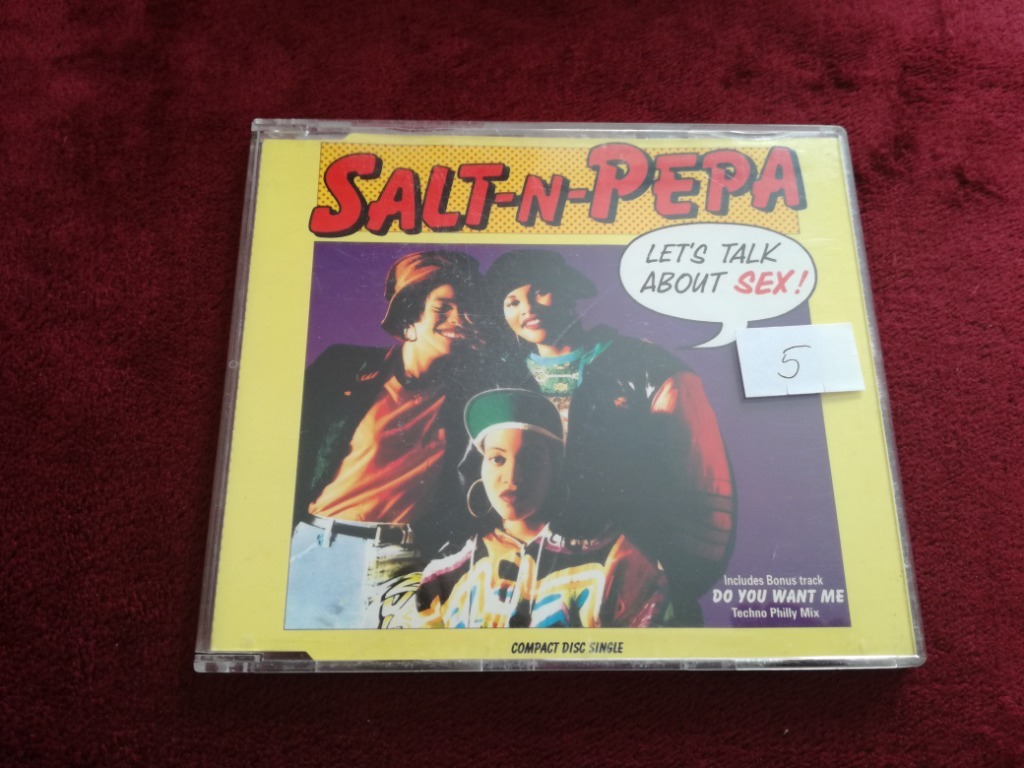 SALT-N-PEPA
LET'S TALK
ABOUT SEX!
5
Includes Bonus track
DO YOU WANT ME
Techno Philly Mix
COMPACT DISC SINGLE